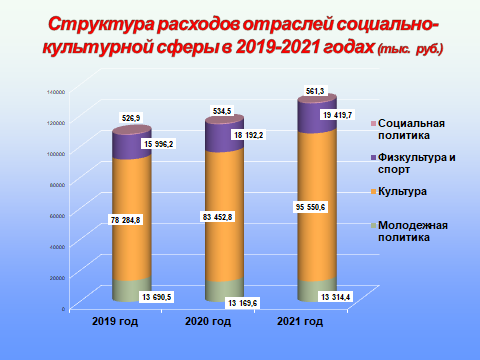 Структура расходов отраслей социально-
культурной сферы в 2019-2021 годах (тыс. руб.)
140000
120000
100000
80000
60000
40000
20000
0
526,9
534,5
561,3
15 996,2
18 192,2
19 419,7
78 284,8
83 452,8
95 550,6
13 690,5
13 169,6
13 314,4
2019 год
2020 год
2021 год
Социальная
политика
Физкультура и
спорт
Культура
Молодежная
политика